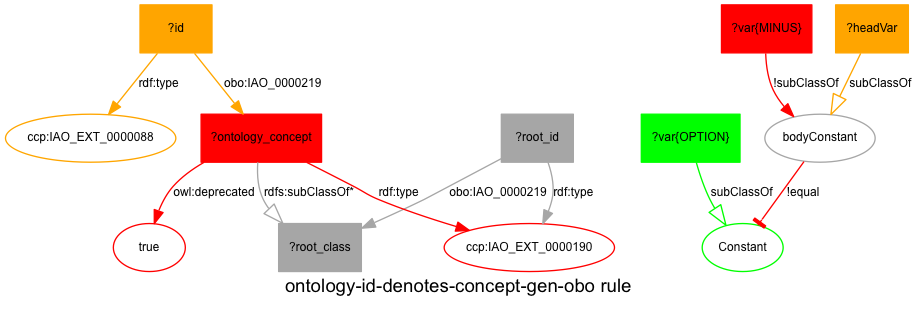 ?id
?var{MINUS}
?headVar
rdf:type
obo:IAO_0000219
!subClassOf
subClassOf
ccp:IAO_EXT_0000088
?ontology_concept
?root_id
?var{OPTION}
bodyConstant
owl:deprecated
rdfs:subClassOf*
rdf:type
obo:IAO_0000219
rdf:type
subClassOf
!equal
true
?root_class
ccp:IAO_EXT_0000190
Constant
ontology-id-denotes-concept-gen-obo rule